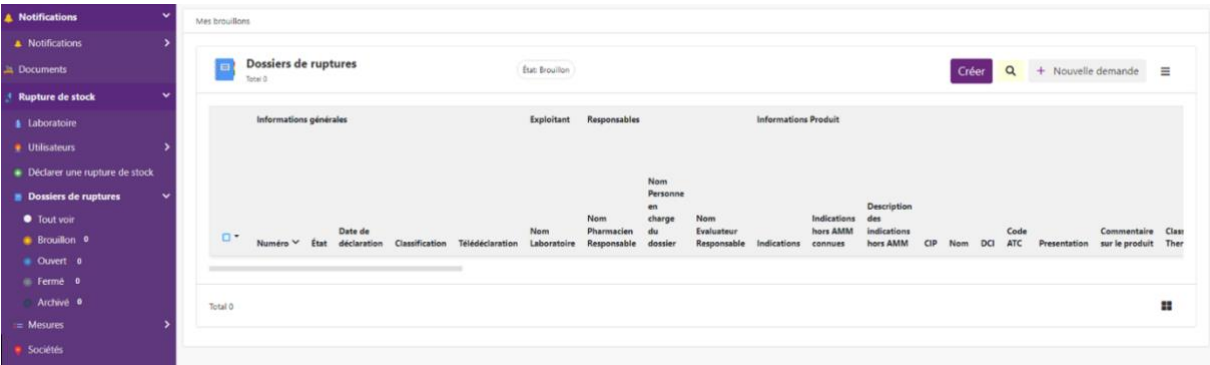 Notifications
Notifications
Documents
Rupture de stock
Laboratoire
Utilisateurs
Déclarer une rupture de stock
Dossiers de ruptures
Tout voir
Brouillon 0
Ouvert 0
Fermé 0
Archivé 0
Mesures
Sociétés
Mes brouillons
Dossiers de ruptures
Total 0
État: Brouillon
Créer
+ Nouvelle demande
Informations générales
Exploitant
Responsables
Informations Produit
Numéro
État
Date de
déclaration
Classification
Télédéclaration
Nom
Laboratoire
Nom
Pharmacien
Responsable
Nom
Personne
en
charge
du
dossier
Nom
Evaluateur
Responsable
Indications
Indications
hors AMM
connues
Description
des
indications
hors AMM
CIP
Nom
DCI
Code
ATC
Presentation
Commentaire
sur le produit
Clas
Ther
Total 0